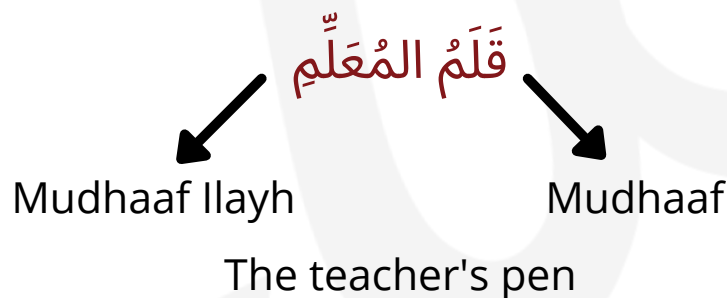 قَلَمُ المُعَلِّمِ
Mudhaaf Ilayh
Mudhaaf
The teacher's pen